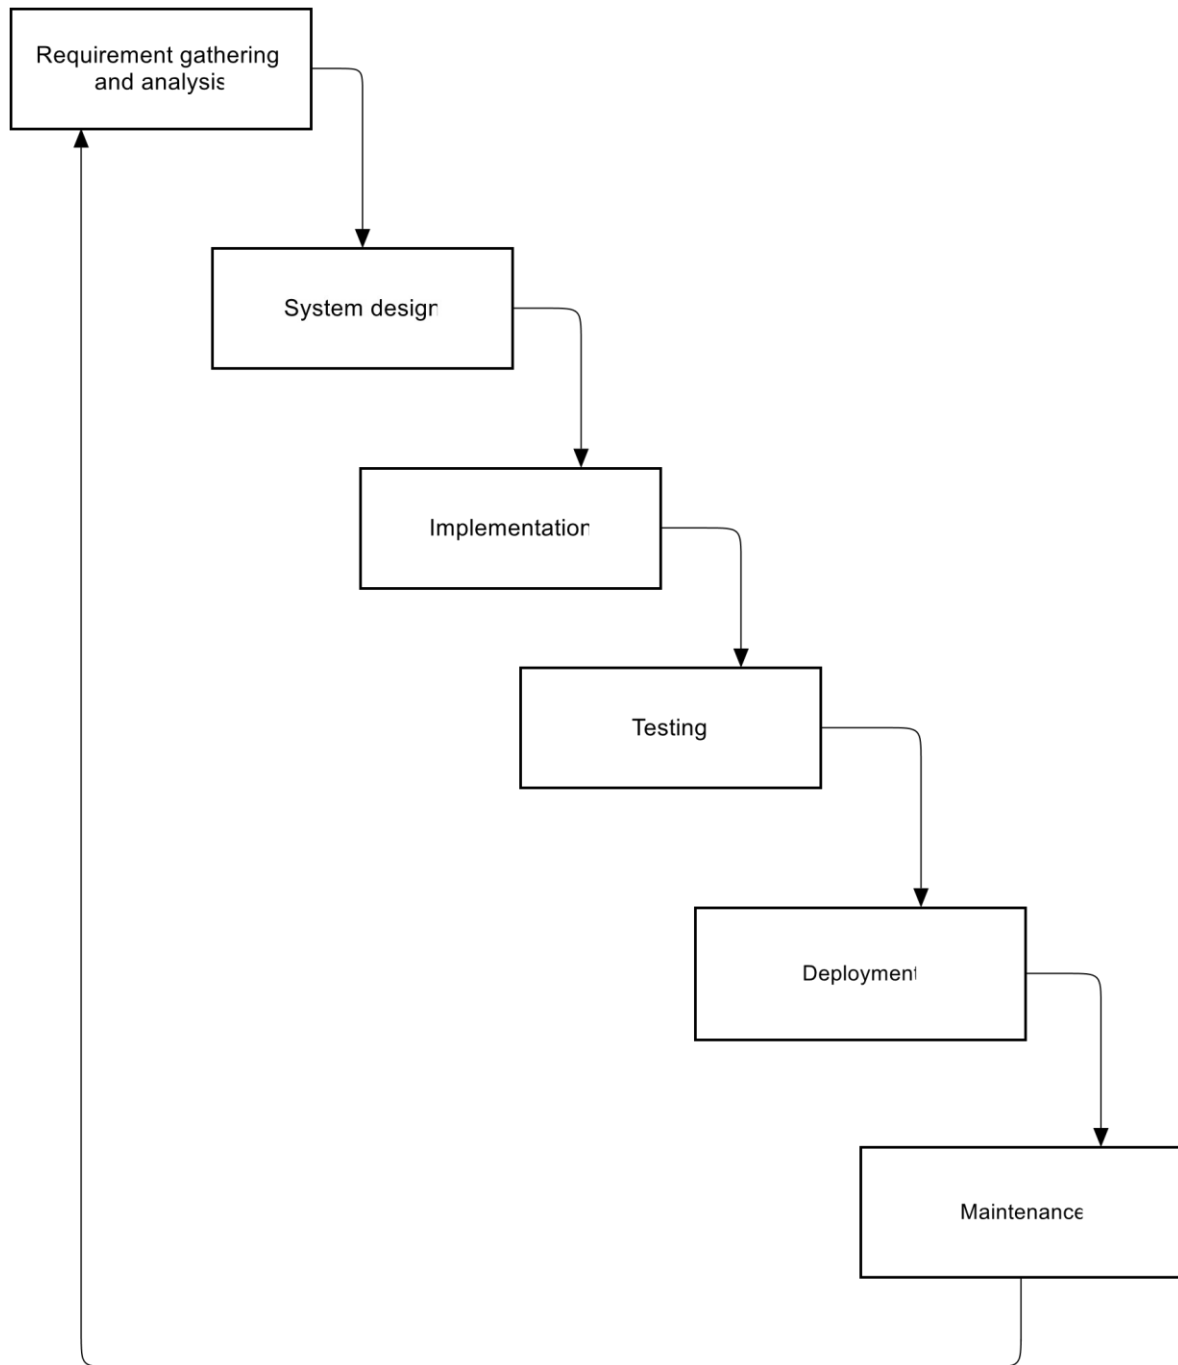 Requirement gathering
and analysis
System design
Implementation
Testing
Deployment
Maintenance